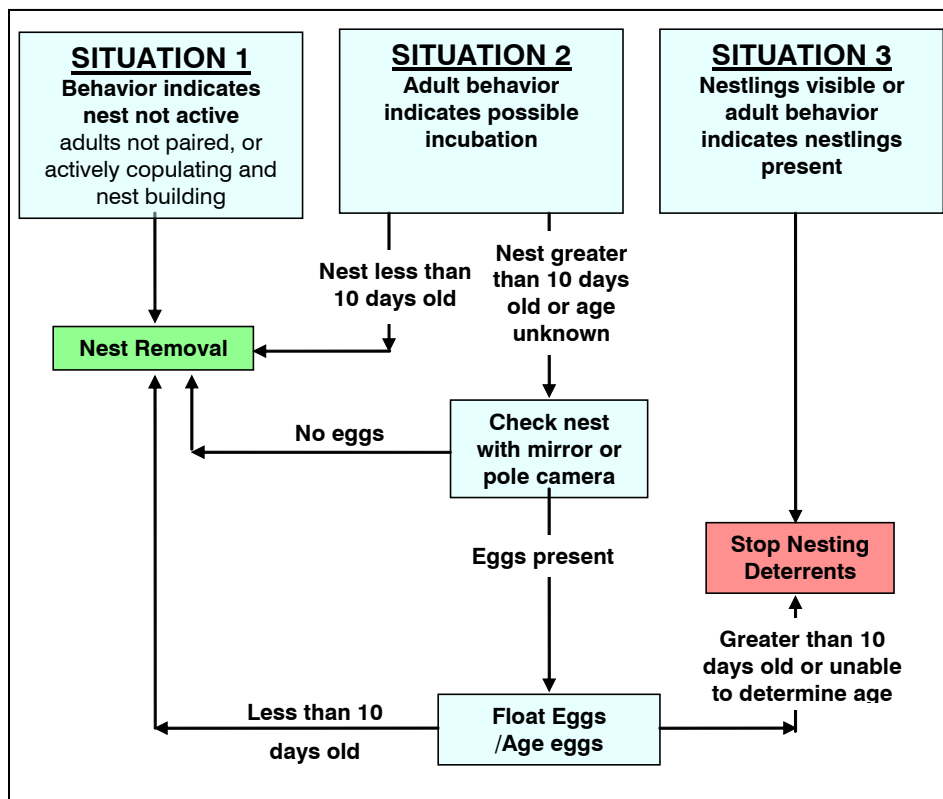 SITUATION 1
Behavior indicates
nest not active
adults not paired, or
actively copulating and
nest building
SITUATION 2
Adult behavior
indicates possible
incubation
SITUATION 3
Nestlings visible or
adult behavior
indicates nestlings
present
Nest less than
10 days old
Nest greater
than 10 days
old or age
unknown
Nest Removal
No eggs
Check nest
with mirror or
pole camera
Eggs present
Stop Nesting
Deterrents
Greater than 10
days old or unable
to determine age
Less than 10
days old
Float Eggs
/Age eggs